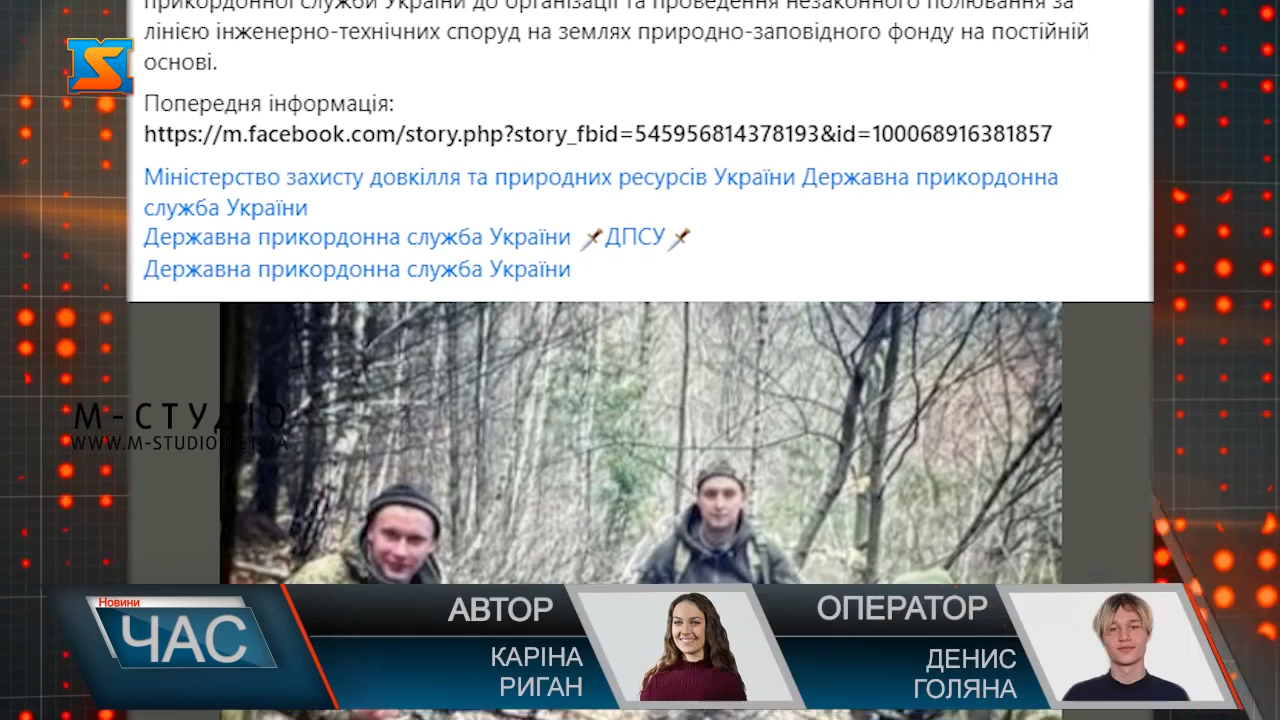 прикордонної служби України до організації та проведення незаконного полювання за
лінією інженерно-технічних споруд на землях природно-заповідного фонду на постійній
основі.
Попередня інформація:
https://m.facebook.com/story.php?story_fbid=545956814378193&id=100068916381857
Міністерство захисту довкілля та природних ресурсів України Державна прикордонна
служба України
Державна прикордонна служба України 🗡ДПСУ🗡
Державна прикордонна служба України
М-СТУДІО
WWW.M-STUDIO.NET.UA
Новини
ЧАС
АВТОР
КАРІНА
РИГАН
ОПЕРАТОР
ДЕНИС
ГОЛЯНА